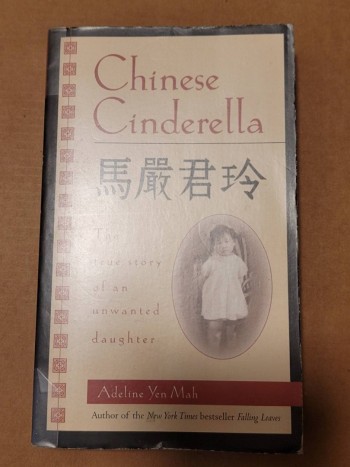 Chinese
Cinderella
馬嚴君玲
The
true story
of an
unwanted
daughter
Adeline Yen Mah
Author of the New York Times bestseller Falling Leaves